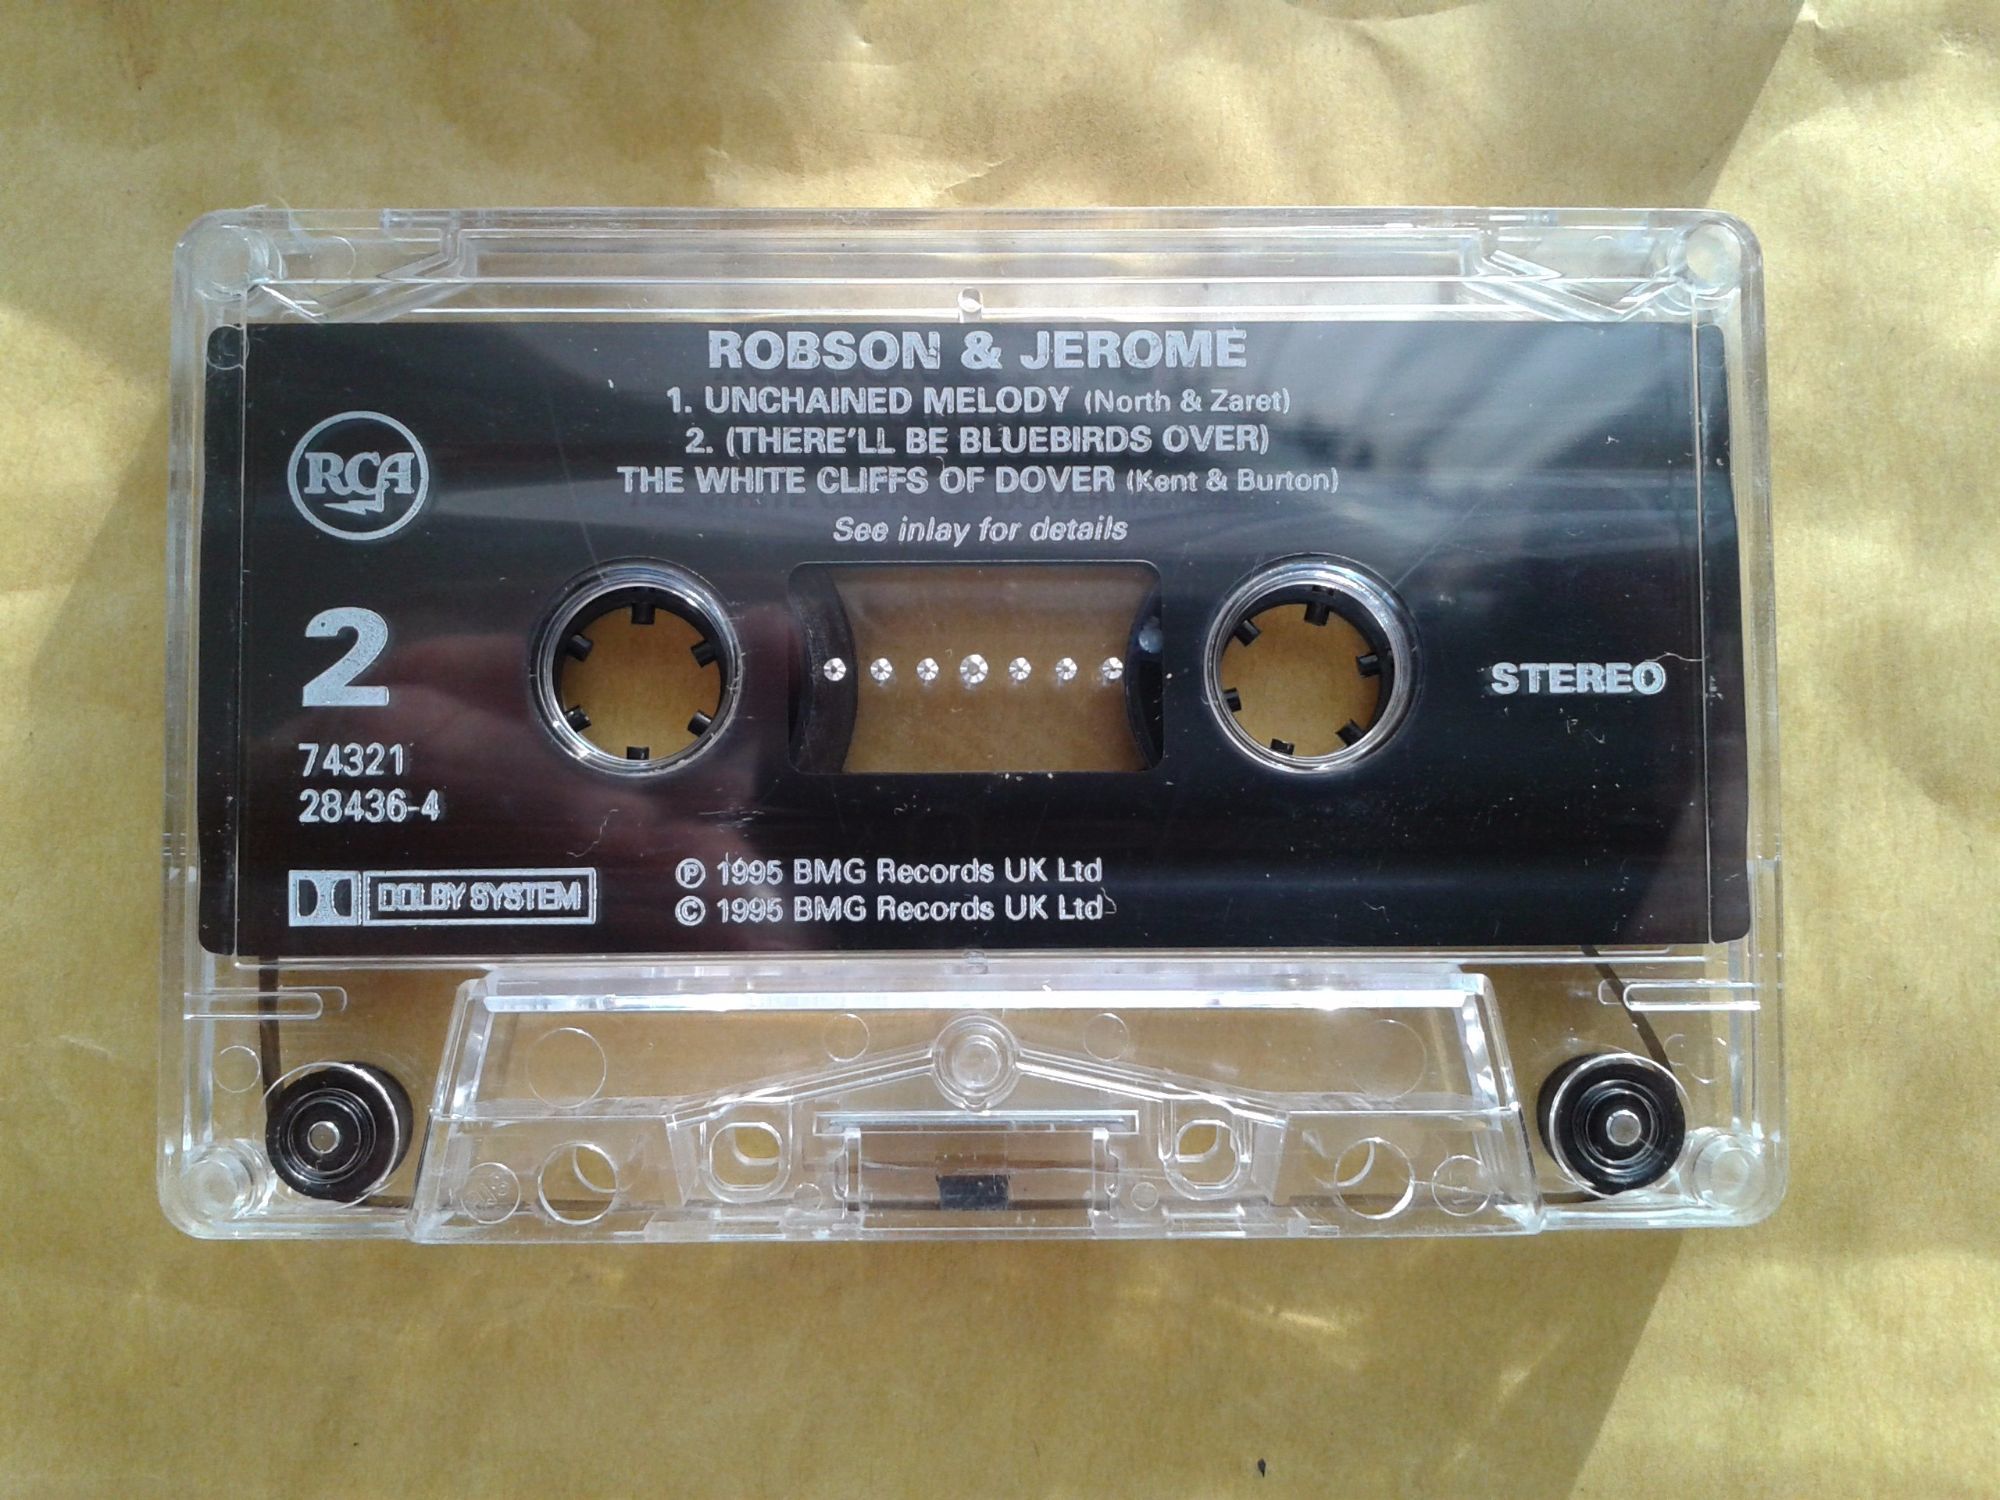 ROBSON & JEROME
1. UNCHAINED MELODY (North & Zaret)
2. (THERE'LL BE BLUEBIRDS OVER)
THE WHITE CLIFFS OF DOVER (Kent & Burton)
See inlay for details
RCA
2
STEREO
74321
28436-4
DOLBY SYSTEM
℗ 1995 BMG Records UK Ltd
© 1995 BMG Records UK Ltd